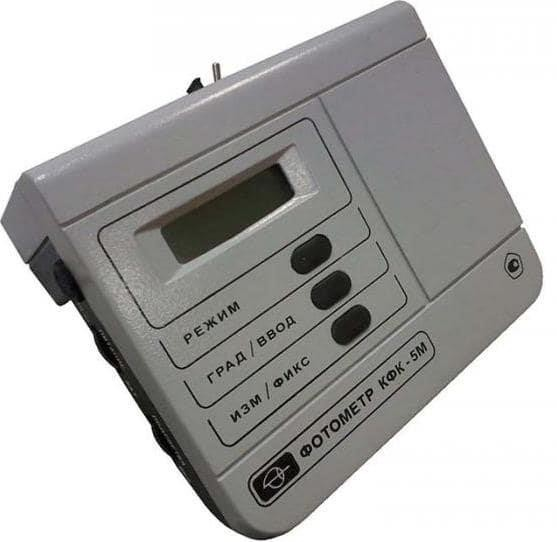 РЕЖИМ
ГРАД / ВВОД
ИЗМ / ФИКС
ФОТОМЕТР КФК - 5М